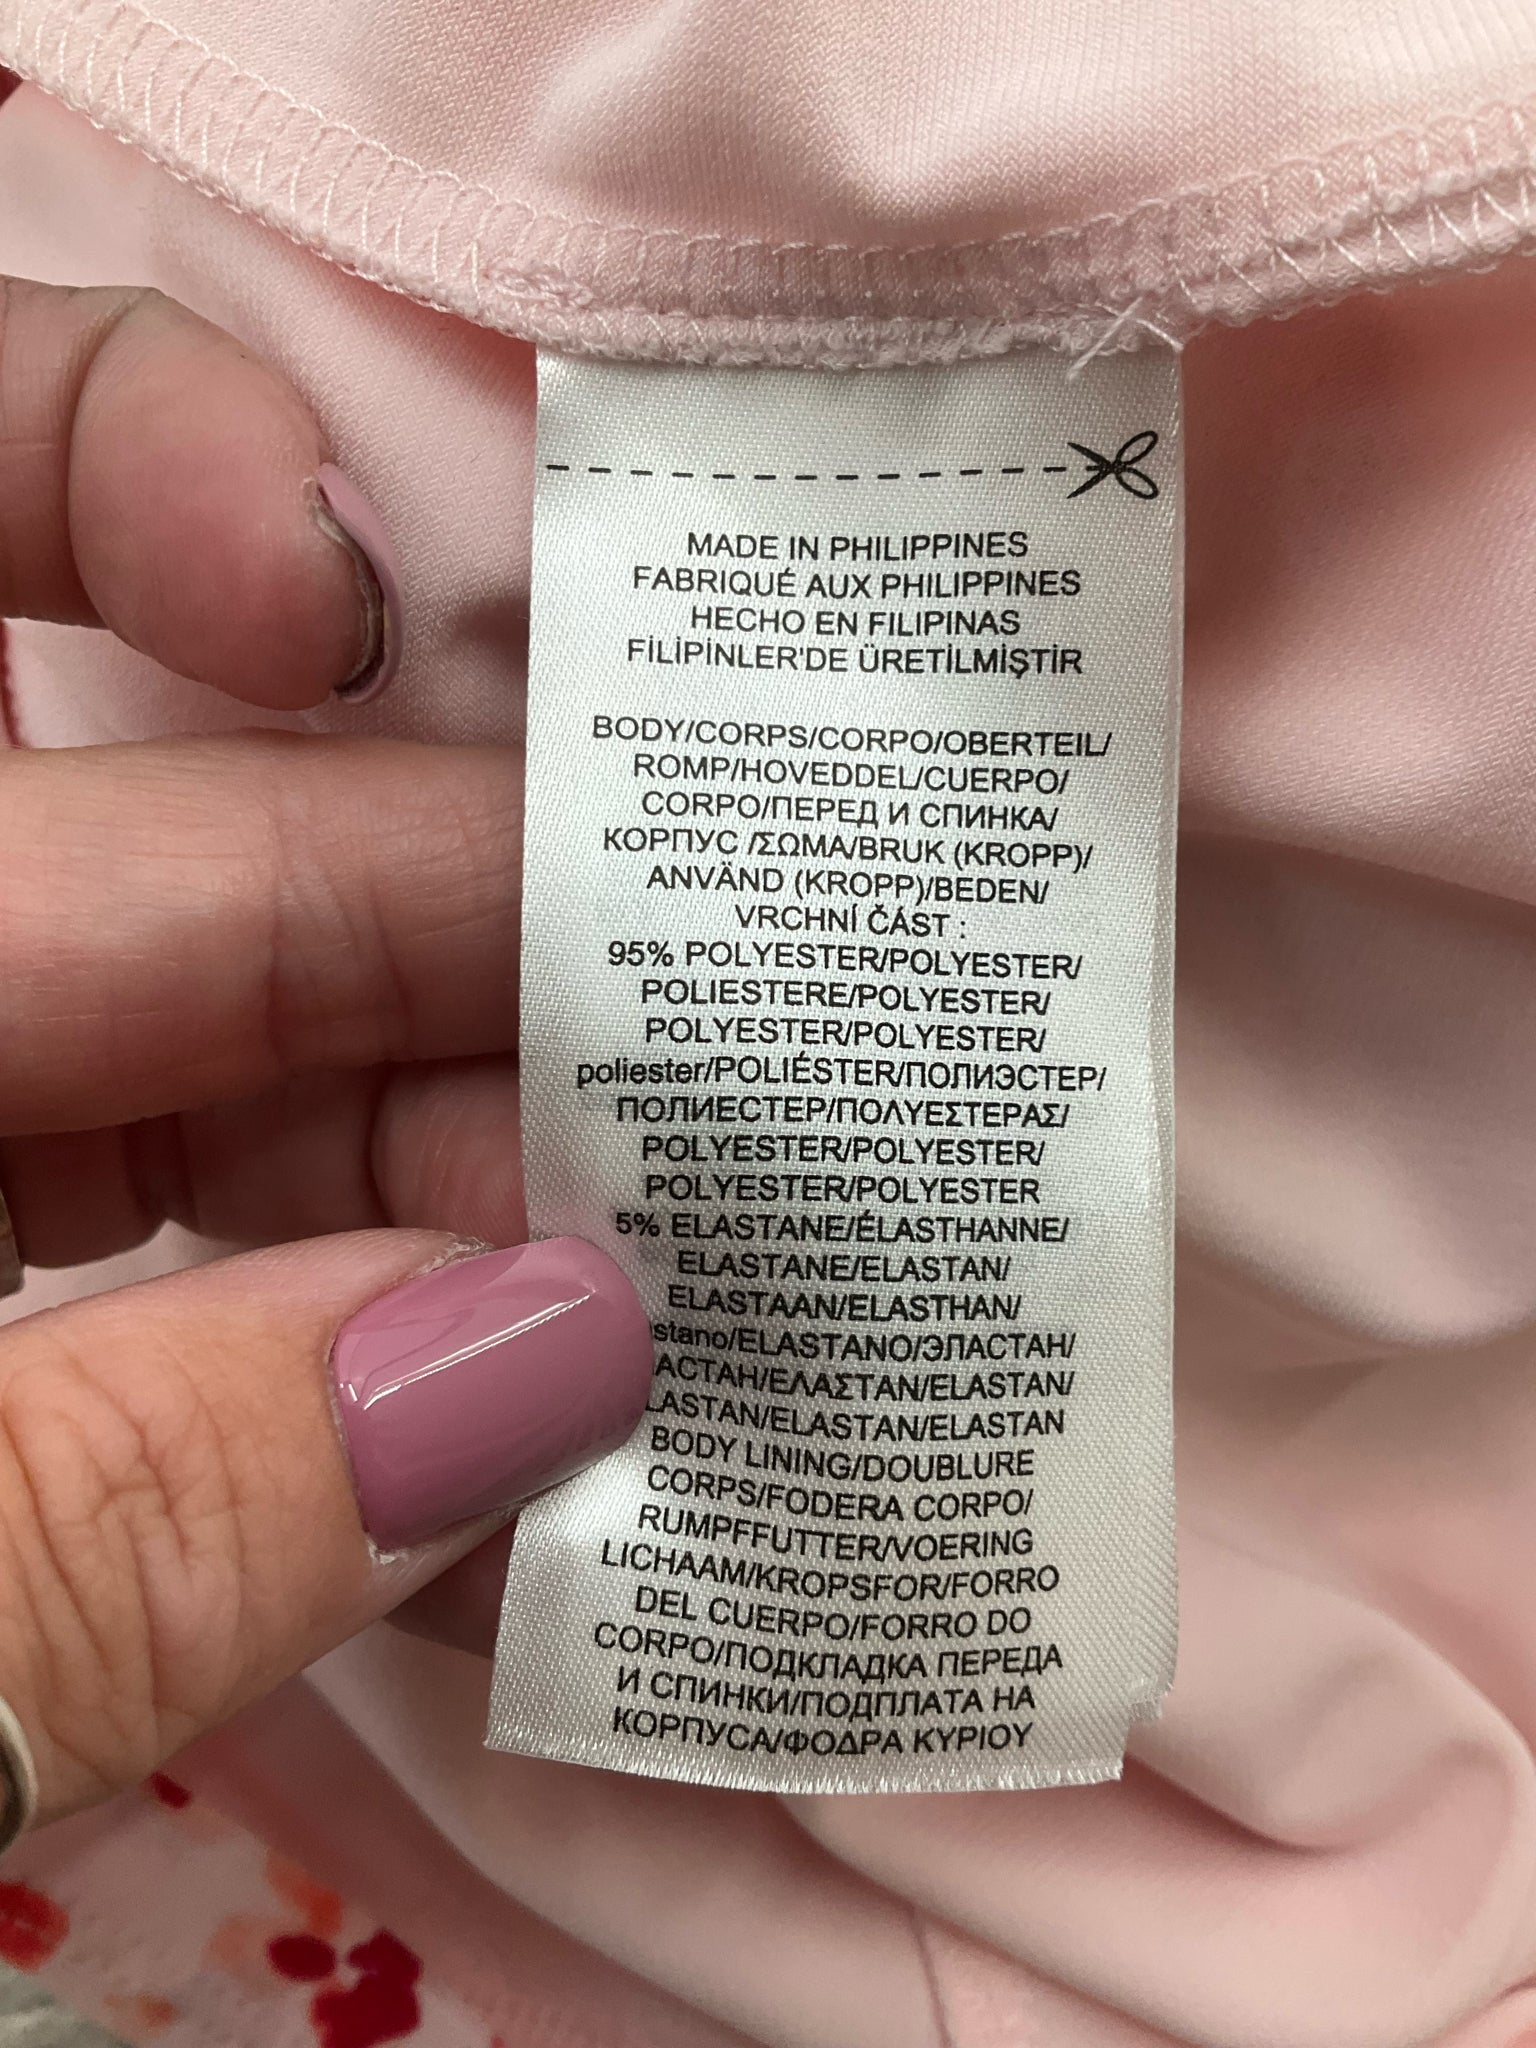 MADE IN PHILIPPINES
FABRIQUÉ AUX PHILIPPINES
HECHO EN FILIPINAS
FİLİPİNLER'DE ÜRETİLMİŞTİR
BODY/CORPS/CORPO/OBERTEIL/
ROMP/HOVEDDEL/CUERPO/
CORPO/ПЕРЕД И СПИНКА/
КОРПУС /ΣΩΜΑ/BRUK (KROPP)/
ANVÄND (KROPP)/BEDEN/
VRCHNÍ ČÁST :
95% POLYESTER/POLYESTER/
POLIESTERE/POLYESTER/
POLYESTER/POLYESTER/
poliester/POLIÉSTER/ПОЛИЭСТЕР/
ПОЛИЕСТЕР/ΠΟΛΥΕΣΤΕΡΑΣ/
POLYESTER/POLYESTER/
POLYESTER/POLYESTER
5% ELASTANE/ÉLASTHANNE/
ELASTANE/ELASTAN/
ELASTAAN/ELASTHAN/
/ELASTANO/ЭЛАСТАН/
/ΕΛΑΣΤΑΝ/ELASTAN/
/ELASTAN/ELASTAN
BODY LINING/DOUBLURE
CORPS/FODERA CORPO/
RUMPFFUTTER/VOERING
LICHAAM/KROPSFOR/FORRO
DEL CUERPO/FORRO DO
CORPO/ПОДКЛАДКА ПЕРЕДА
И СПИНКИ/ПОДПЛАТА НА
КОРПУСА/ΦΟΔΡΑ ΚΥΡΙΟΥ